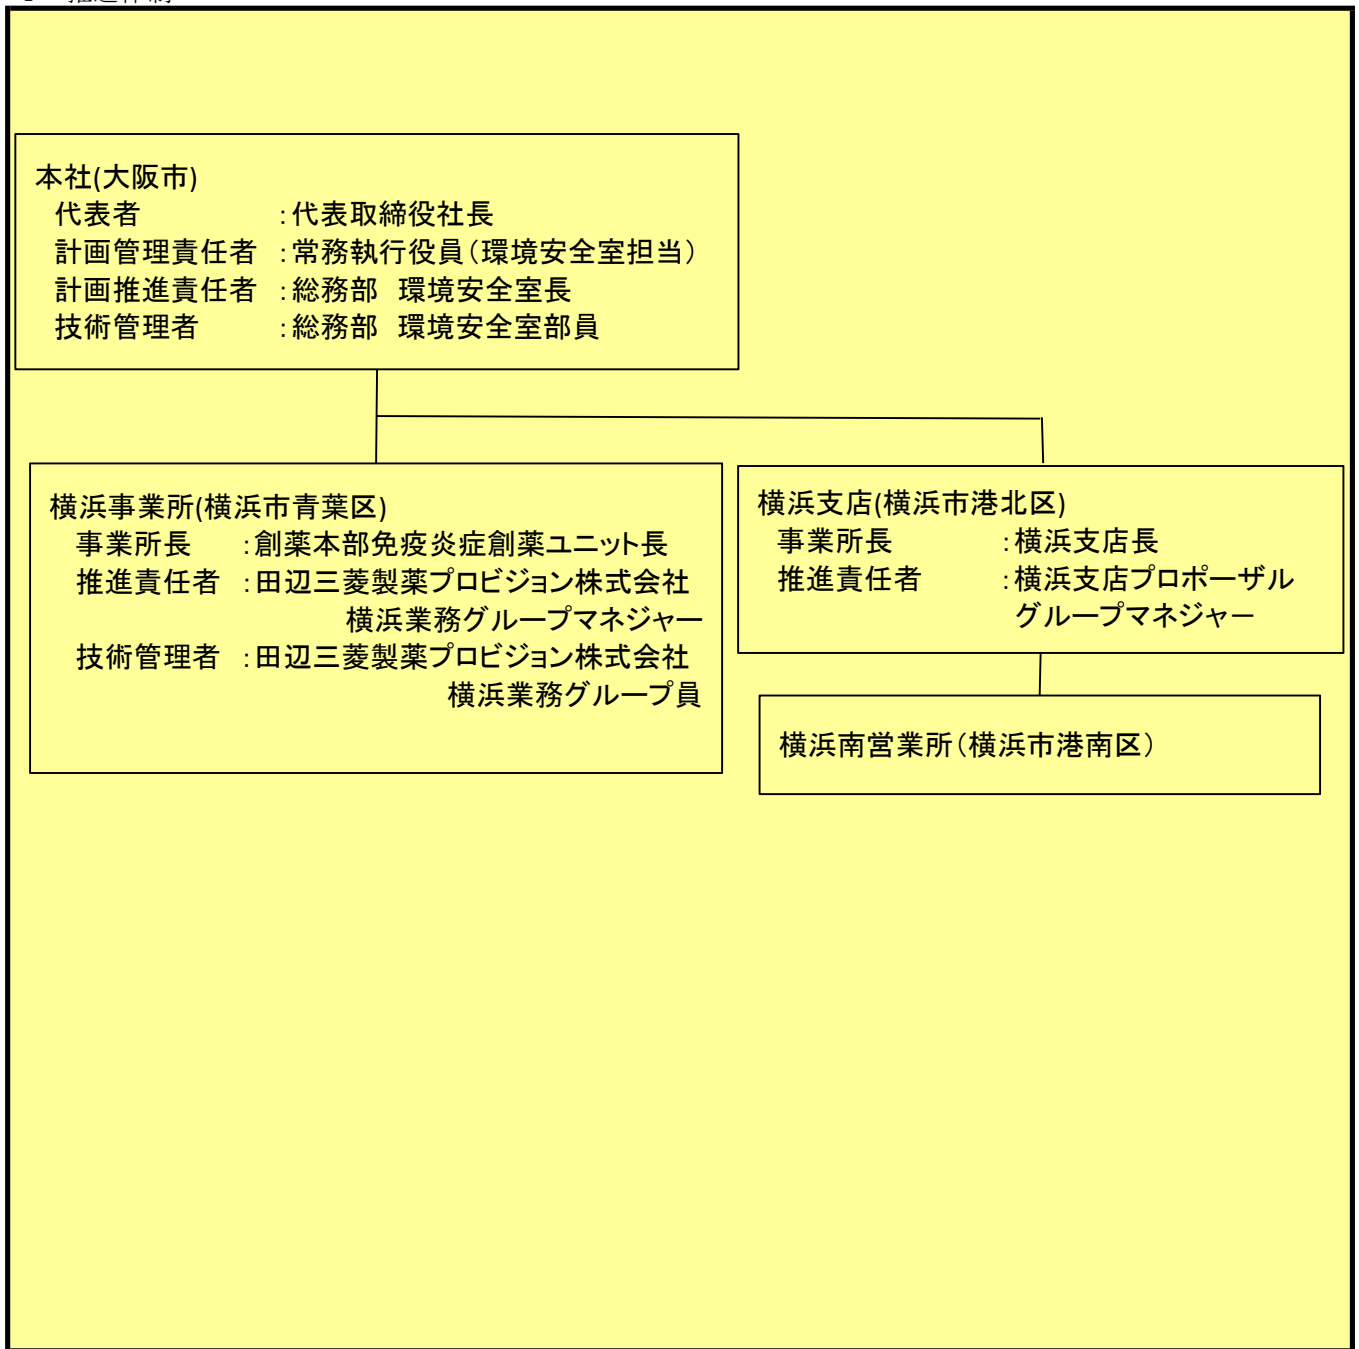 推進体制
本社(大阪市)
代表者 :代表取締役社長
計画管理責任者 :常務執行役員(環境安全室担当)
計画推進責任者 :総務部 環境安全室長
技術管理者 :総務部 環境安全室部員
横浜事業所(横浜市青葉区)
事業所長 :創薬本部免疫炎症創薬ユニット長
推進責任者 :田辺三菱製薬プロビジョン株式会社
横浜業務グループマネジャー
技術管理者 :田辺三菱製薬プロビジョン株式会社
横浜業務グループ員
横浜支店(横浜市港北区)
事業所長 :横浜支店長
推進責任者 :横浜支店プロポーザル
グループマネジャー
横浜南営業所(横浜市港南区)